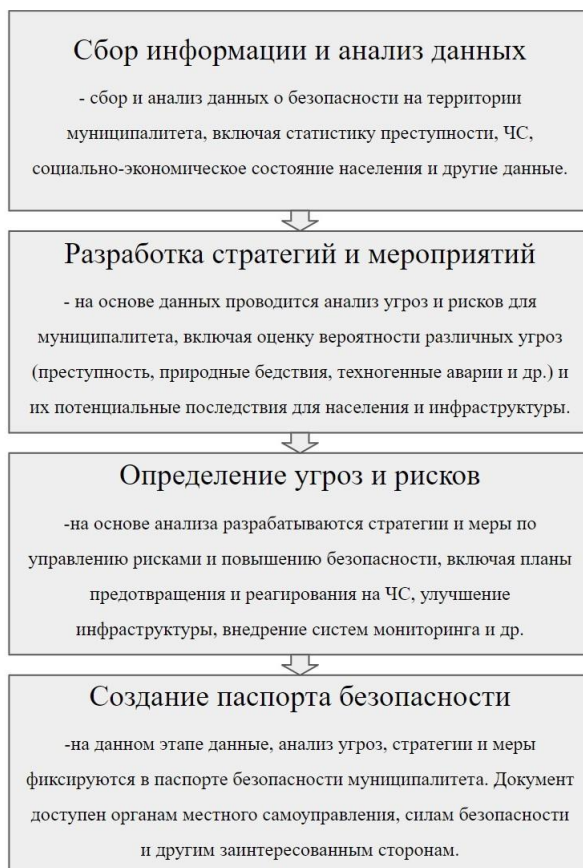 Сбор информации и анализ данных
- сбор и анализ данных о безопасности на территории
муниципалитета, включая статистику преступности, ЧС,
социально-экономическое состояние населения и другие данные.
Разработка стратегий и мероприятий
- на основе данных проводится анализ угроз и рисков для
муниципалитета, включая оценку вероятности различных угроз
(преступность, природные бедствия, техногенные аварии и др.) и
их потенциальные последствия для населения и инфраструктуры.
Определение угроз и рисков
-на основе анализа разрабатываются стратегии и меры по
управлению рисками и повышению безопасности, включая планы
предотвращения и реагирования на ЧС, улучшение
инфраструктуры, внедрение систем мониторинга и др.
Создание паспорта безопасности
-на данном этапе данные, анализ угроз, стратегии и меры
фиксируются в паспорте безопасности муниципалитета. Документ
доступен органам местного самоуправления, силам безопасности
и другим заинтересованным сторонам.